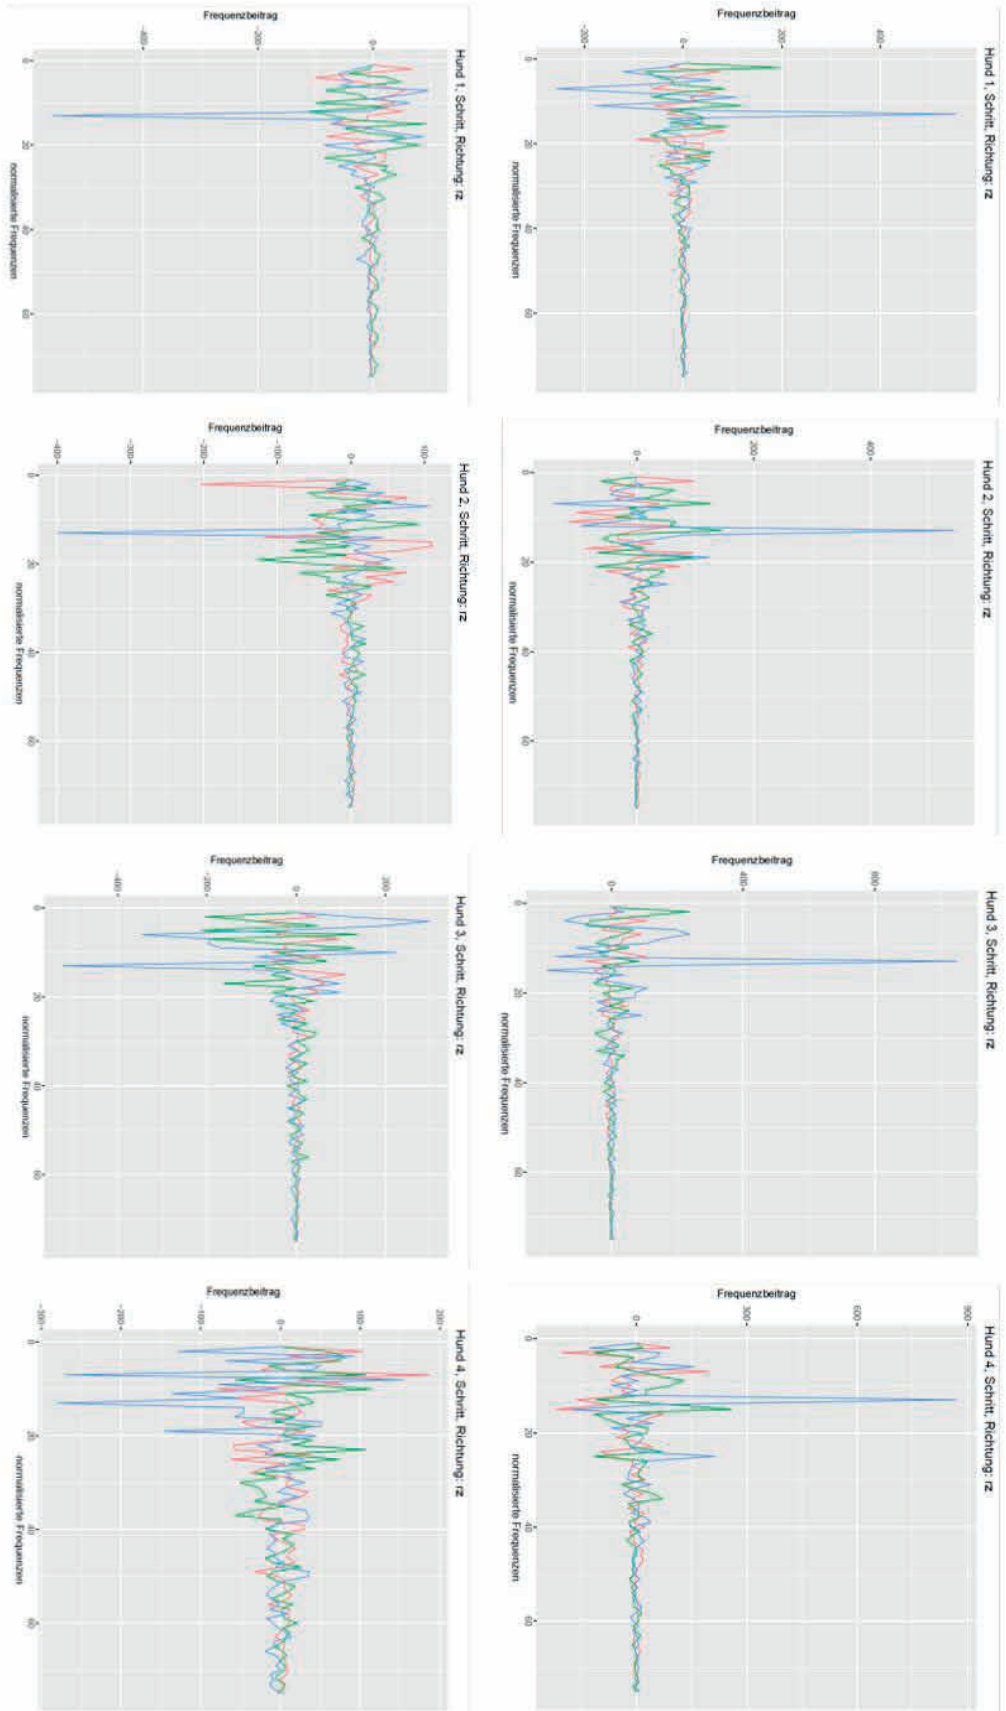 Hund 1, Schritt, Richtung: rz
Frequenzbeitrag
400
200
0
-200
0 20 40 60
normalisierte Frequenzen
Hund 2, Schritt, Richtung: rz
Frequenzbeitrag
400
200
0
0 20 40 60
normalisierte Frequenzen
Hund 3, Schritt, Richtung: rz
Frequenzbeitrag
800
400
0
0 20 40 60
normalisierte Frequenzen
Hund 4, Schritt, Richtung: rz
Frequenzbeitrag
900
600
300
0
0 20 40 60
normalisierte Frequenzen
Hund 1, Schritt, Richtung: rz
Frequenzbeitrag
0
-200
-400
0 20 40 60
normalisierte Frequenzen
Hund 2, Schritt, Richtung: rz
Frequenzbeitrag
100
0
-100
-200
-300
-400
0 20 40 60
normalisierte Frequenzen
Hund 3, Schritt, Richtung: rz
Frequenzbeitrag
200
0
-200
-400
0 20 40 60
normalisierte Frequenzen
Hund 4, Schritt, Richtung: rz
Frequenzbeitrag
200
100
0
-100
-200
-300
0 20 40 60
normalisierte Frequenzen